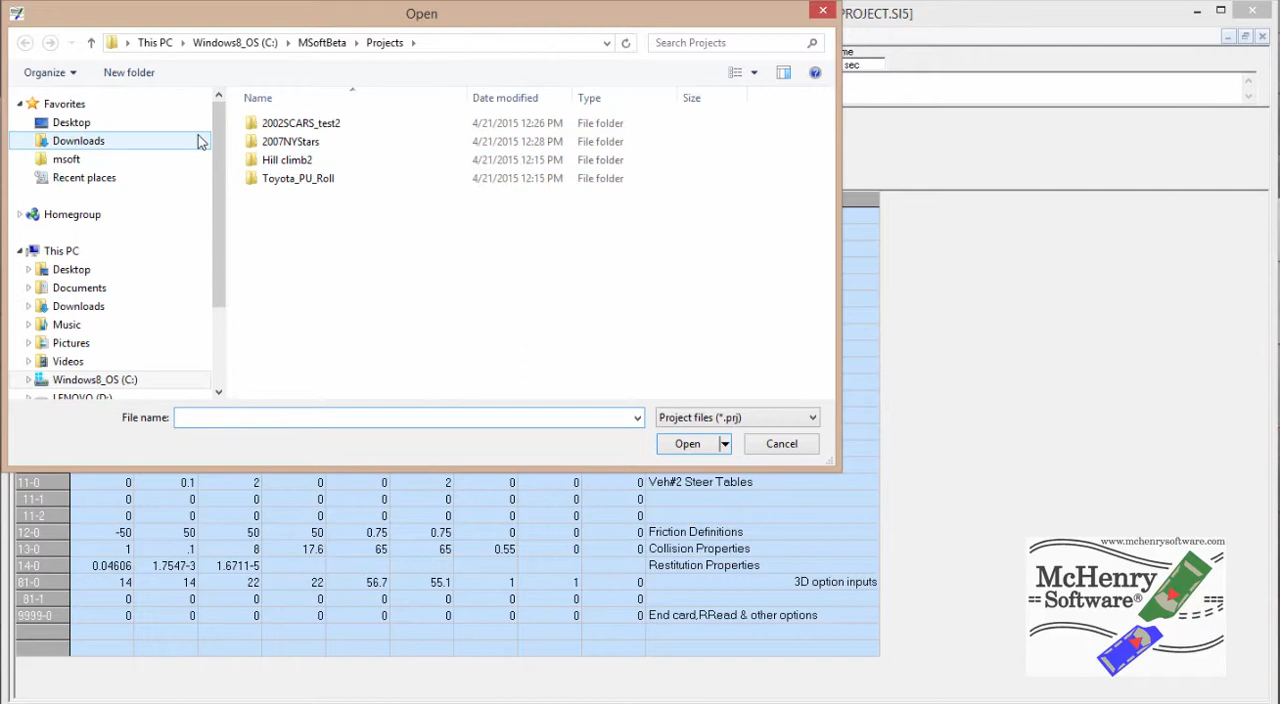 Open
PROJECT.SI5]
This PC Windows8_OS (C:) MSoftBeta Projects
Search Projects
me
sec
Organize New folder
Name Date modified Type Size
Favorites
Desktop
Downloads
msoft
Recent places
Homegroup
This PC
Desktop
Documents
Downloads
Music
Pictures
Videos
Windows8_OS (C:)
LENOVO (D:)
2002SCARS_test2 4/21/2015 12:26 PM File folder
2007NYStars 4/21/2015 12:28 PM File folder
Hill climb2 4/21/2015 12:15 PM File folder
Toyota_PU_Roll 4/21/2015 12:15 PM File folder
File name:
Project files (*.prj)
Open Cancel
11-0 0 0.1 2 0 0 2 0 0 0 Veh#2 Steer Tables
11-1 0 0 0 0 0 0 0 0 0
11-2 0 0 0 0 0 0 0 0 0
12-0 -50 50 50 50 0.75 0.75 0 0 0 Friction Definitions
13-0 1 .1 8 17.6 65 65 0.55 0 0 Collision Properties
14-0 0.04606 1.7547-3 1.6711-5 Restitution Properties
81-0 14 14 22 22 56.7 55.1 1 1 0 3D option inputs
81-1 0 0 0 0 0 0 0 0 0
9999-0 0 0 0 0 0 0 0 0 0 End card,RRead & other options
www.mchenrysoftware.com
McHenry
Software®